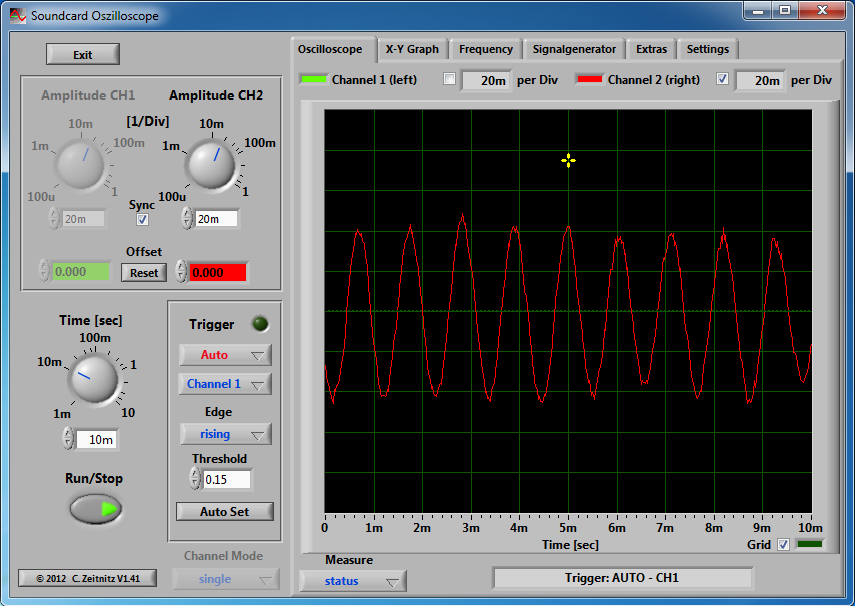 Soundcard Oszilloscope
Exit
Amplitude CH1
Amplitude CH2
[1/Div]
10m
10m
1m
100m
1m
100m
100u
1
100u
1
Sync
20m
20m
Offset
0.000
Reset
0.000
Time [sec]
100m
10m
1
1m
10
10m
Run/Stop
© 2012 C. Zeitnitz V1.41
Trigger
Auto
Channel 1
Edge
rising
Threshold
0.15
Auto Set
Channel Mode
single
Oscilloscope
X-Y Graph
Frequency
Signalgenerator
Extras
Settings
Channel 1 (left)
20m
per Div
Channel 2 (right)
20m
per Div
0 1m 2m 3m 4m 5m 6m 7m 8m 9m 10m
Time [sec]
Grid
Measure
status
Trigger: AUTO - CH1